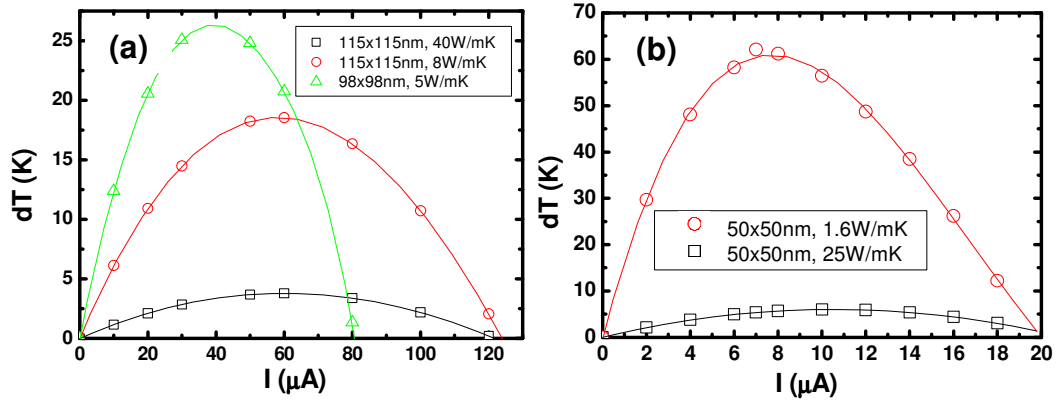 (a)
115x115nm, 40W/mK
115x115nm, 8W/mK
98x98nm, 5W/mK
25
20
15
10
5
0
dT (K)
0 20 40 60 80 100 120
I (μA)
(b)
70
60
50
40
30
20
10
0
dT (K)
50x50nm, 1.6W/mK
50x50nm, 25W/mK
0 2 4 6 8 10 12 14 16 18 20
I (μA)